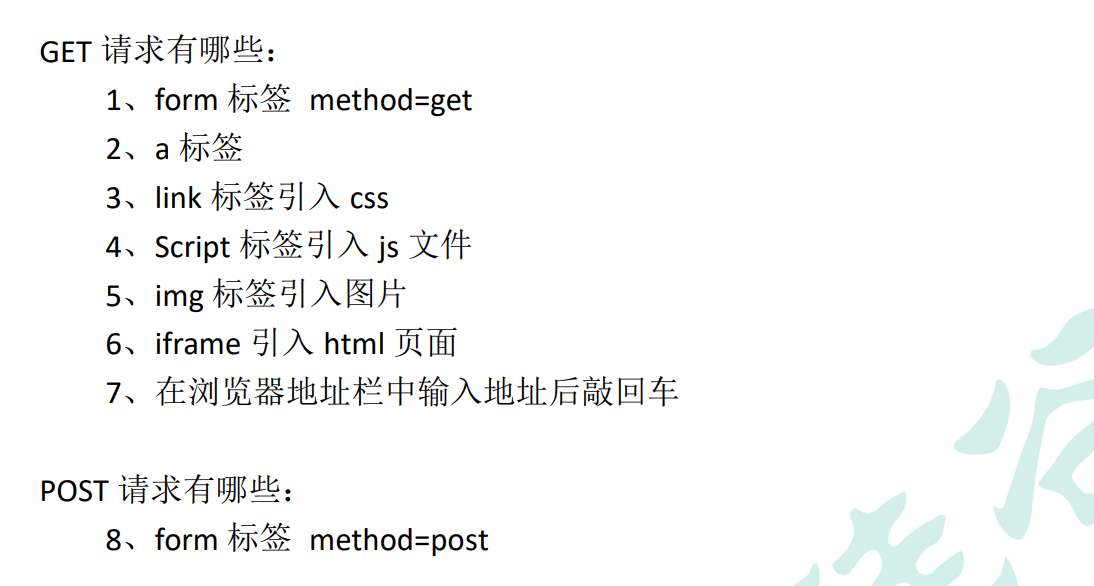 GET 请求有哪些：
1、form 标签 method=get
2、a 标签
3、link 标签引入 css
4、Script 标签引入 js 文件
5、img 标签引入图片
6、iframe 引入 html 页面
7、在浏览器地址栏中输入地址后敲回车
POST 请求有哪些：
8、form 标签 method=post